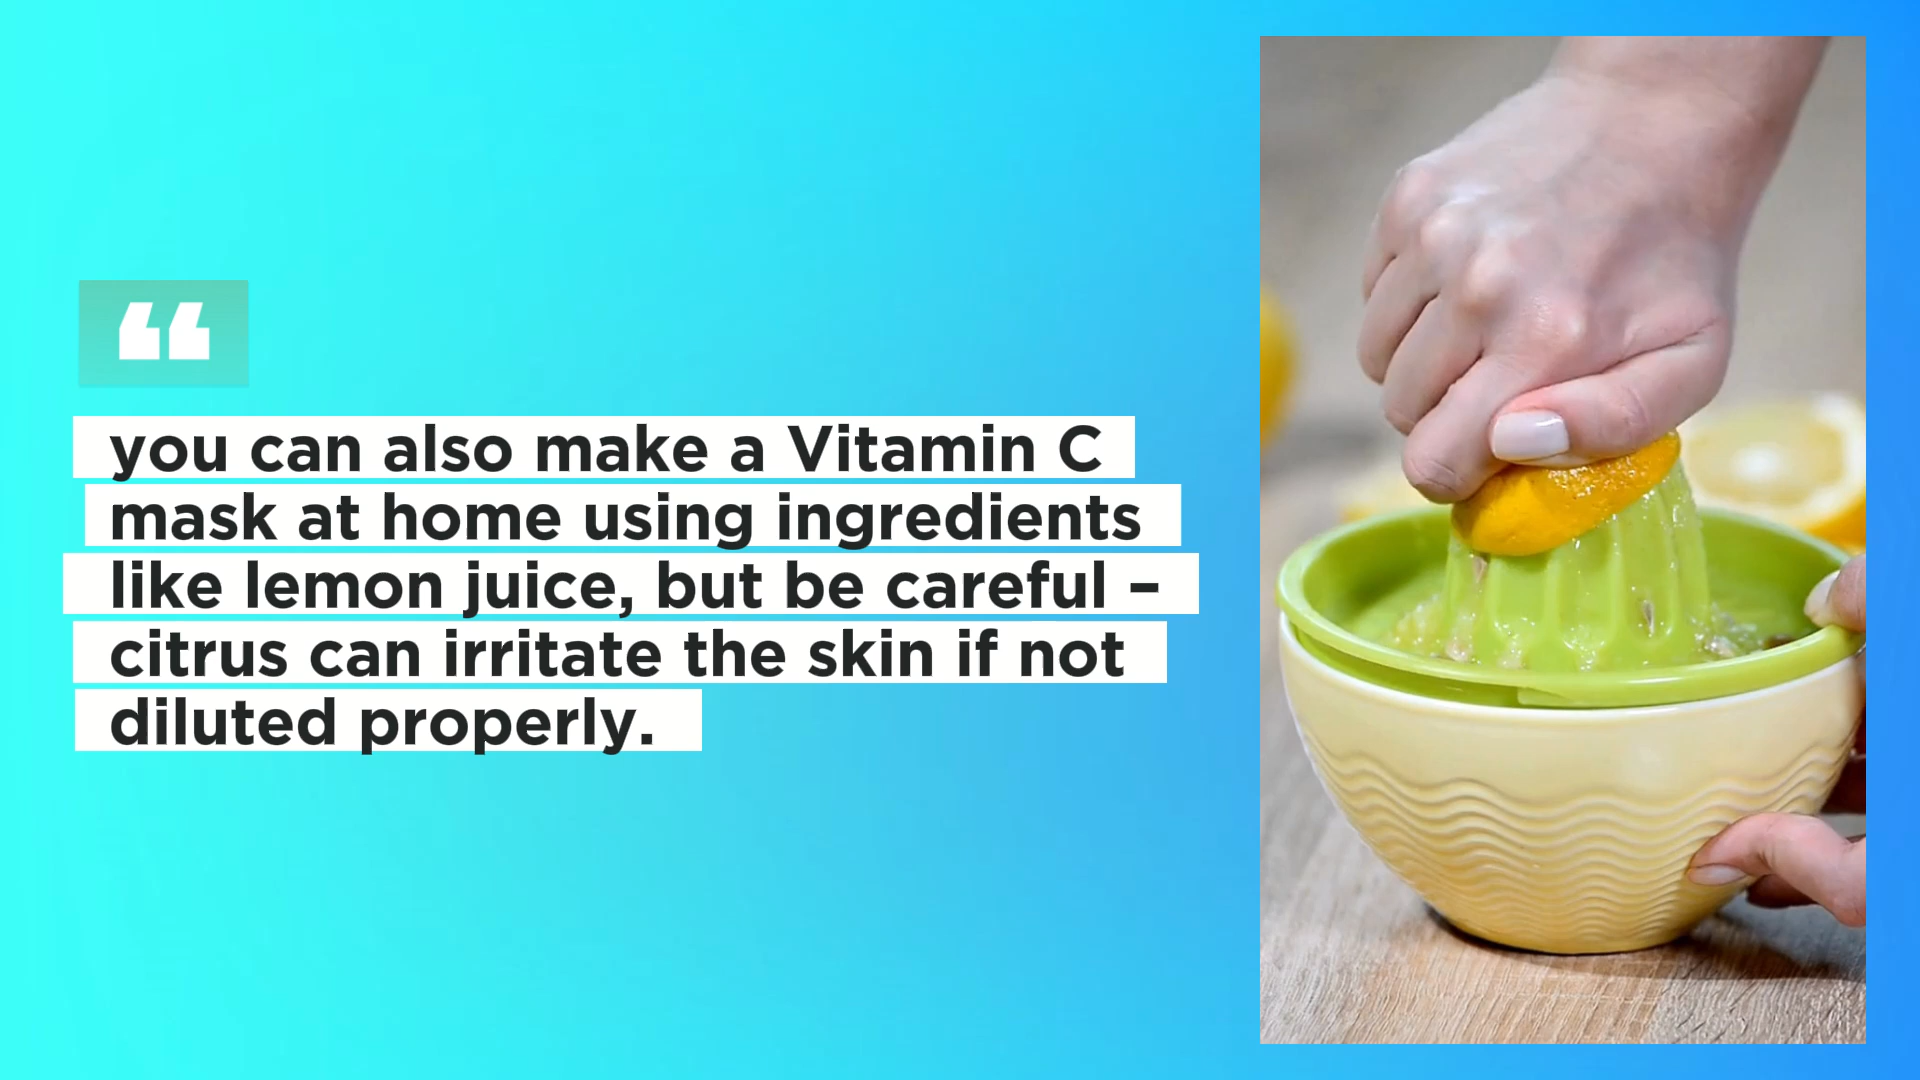 “
you can also make a Vitamin C
mask at home using ingredients
like lemon juice, but be careful –
citrus can irritate the skin if not
diluted properly.